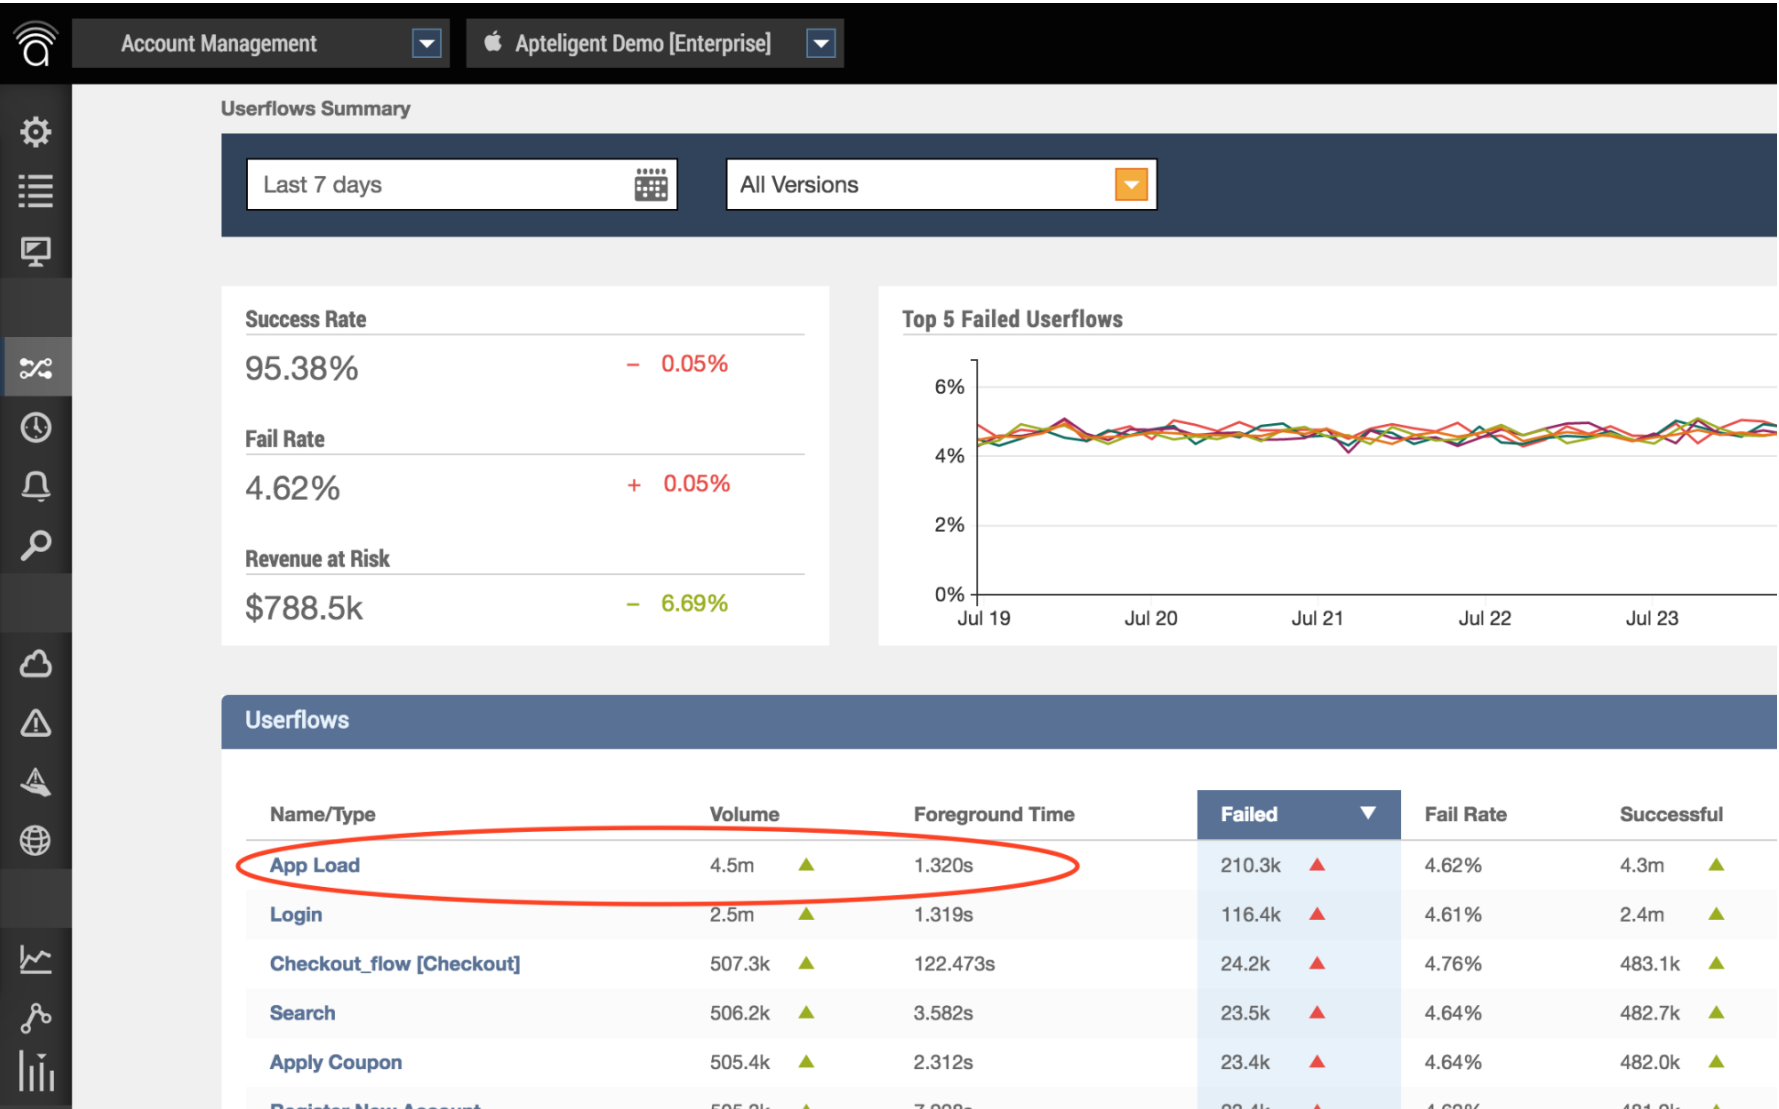 Account Management
Apteligent Demo [Enterprise]
Userflows Summary
Last 7 days
All Versions
Success Rate
95.38% – 0.05%
Fail Rate
4.62% + 0.05%
Revenue at Risk
$788.5k – 6.69%
Top 5 Failed Userflows
6%
4%
2%
0%
Jul 19 Jul 20 Jul 21 Jul 22 Jul 23
Userflows
Name/Type Volume Foreground Time Failed Fail Rate Successful
App Load 4.5m 1.320s 210.3k 4.62% 4.3m
Login 2.5m 1.319s 116.4k 4.61% 2.4m
Checkout_flow [Checkout] 507.3k 122.473s 24.2k 4.76% 483.1k
Search 506.2k 3.582s 23.5k 4.64% 482.7k
Apply Coupon 505.4k 2.312s 23.4k 4.64% 482.0k
Register New Account